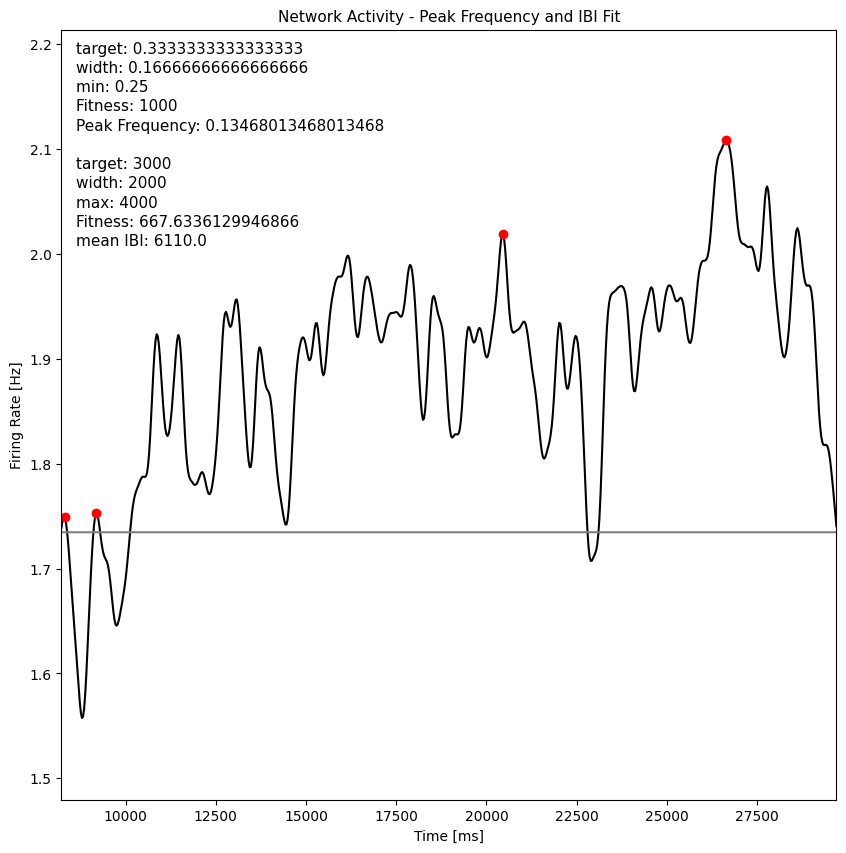 Network Activity - Peak Frequency and IBI Fit
target: 0.3333333333333333
width: 0.16666666666666666
min: 0.25
Fitness: 1000
Peak Frequency: 0.13468013468013468
target: 3000
width: 2000
max: 4000
Fitness: 667.6336129946866
mean IBI: 6110.0
2.2
2.1
2.0
1.9
1.8
1.7
1.6
1.5
Firing Rate [Hz]
10000 12500 15000 17500 20000 22500 25000 27500
Time [ms]